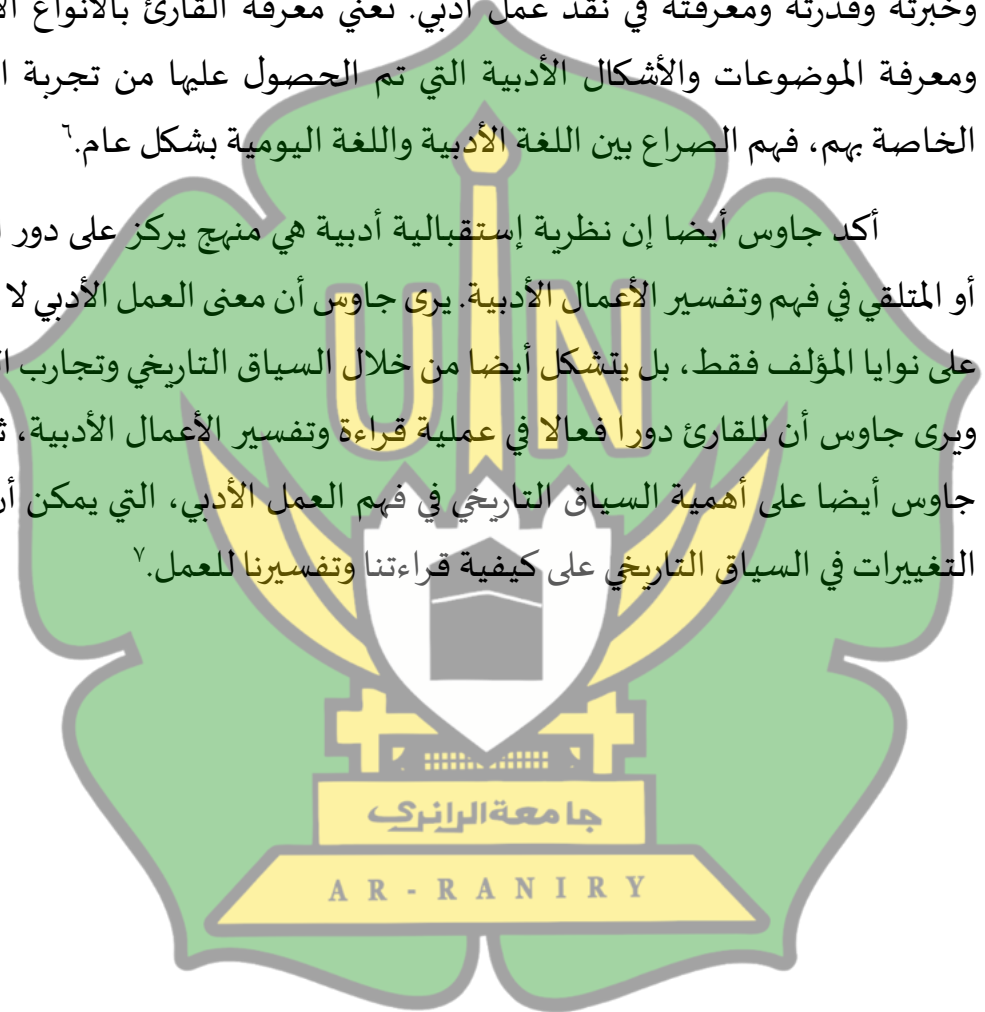 وخبرته وقدرته ومعرفته في نقد عمل أدبي. تعني معرفة القارئ بالأنواع
ومعرفة الموضوعات والأشكال الأدبية التي تم الحصول عليها من تجربة
الخاصة بهم، فهم الصراع بين اللغة الأدبية واللغة اليومية بشكل عام.٦
أكد جاوس أيضا إن نظرية إستقبالية أدبية هي منهج يركز على دور
أو المتلقي في فهم وتفسير الأعمال الأدبية. يرى جاوس أن معنى العمل الأدبي لا
على نوايا المؤلف فقط، بل يتشكل أيضا من خلال السياق التاريخي وتجارب
ويرى جاوس أن للقارئ دورا فعالا في عملية قراءة وتفسير الأعمال الأدبية،
جاوس أيضا على أهمية السياق التاريخي في فهم العمل الأدبي، التي يمكن أن
التغييرات في السياق التاريخي على كيفية قراءتنا وتفسيرنا للعمل.٧
UIN
جامعة الرانري
AR-RANIRY